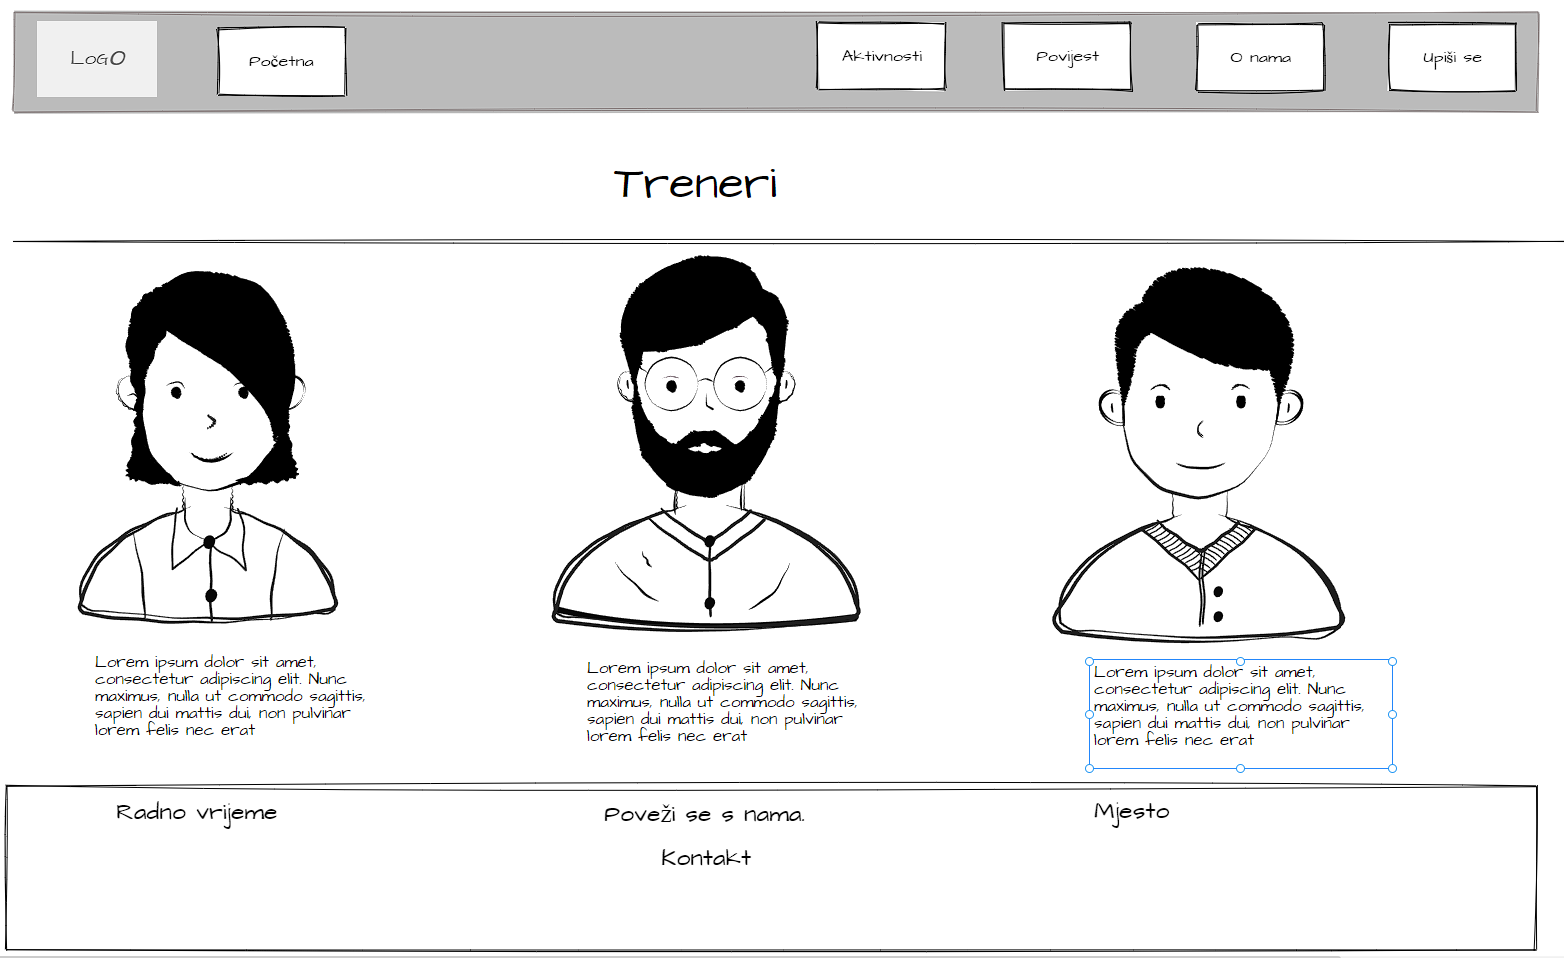 LogO
Početna
Aktivnosti
Povijest
O nama
Upiši se
Treneri
Lorem ipsum dolor sit amet,
consectetur adipiscing elit. Nunc
maximus, nulla ut commodo sagittis,
sapien dui mattis dui, non pulvinar
lorem felis nec erat
Lorem ipsum dolor sit amet,
consectetur adipiscing elit. Nunc
maximus, nulla ut commodo sagittis,
sapien dui mattis dui, non pulvinar
lorem felis nec erat
Lorem ipsum dolor sit amet,
consectetur adipiscing elit. Nunc
maximus, nulla ut commodo sagittis,
sapien dui mattis dui, non pulvinar
lorem felis nec erat
Radno vrijeme
Poveži se s nama.
Kontakt
Mjesto